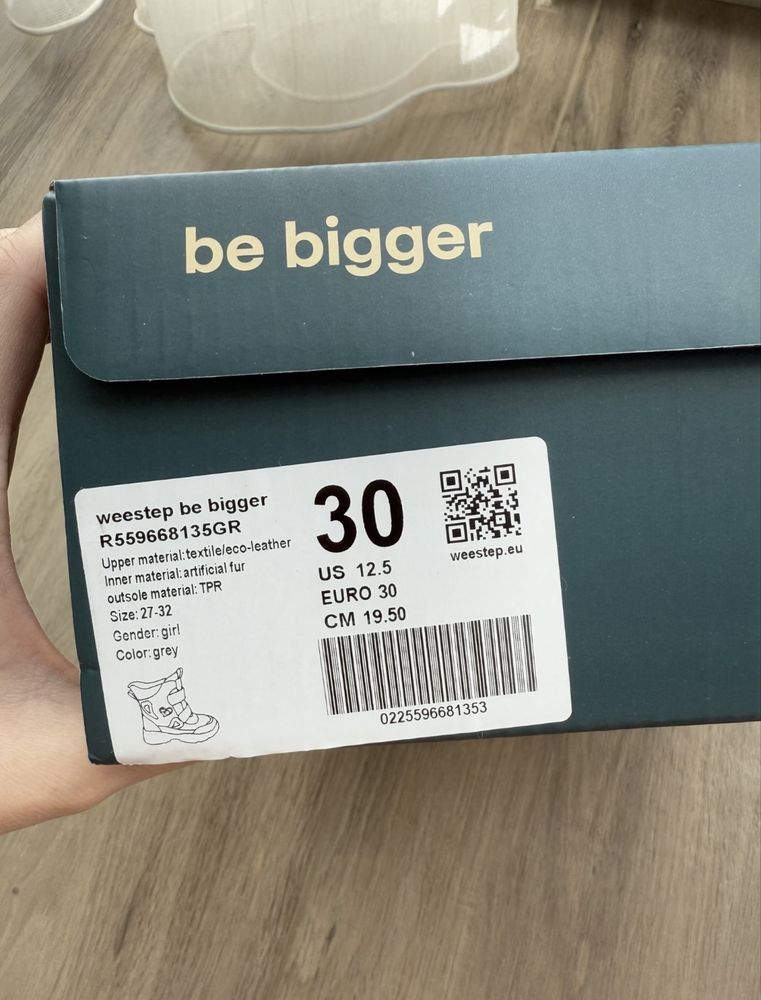 be bigger
weestep be bigger
R559668135GR
Upper material:textile/eco-leather
Inner material:artificial fur
outsole material: TPR
Size: 27-32
Gender: girl
Color: grey
30
US 12.5
EURO 30
CM 19.50
weestep.eu
0225596681353